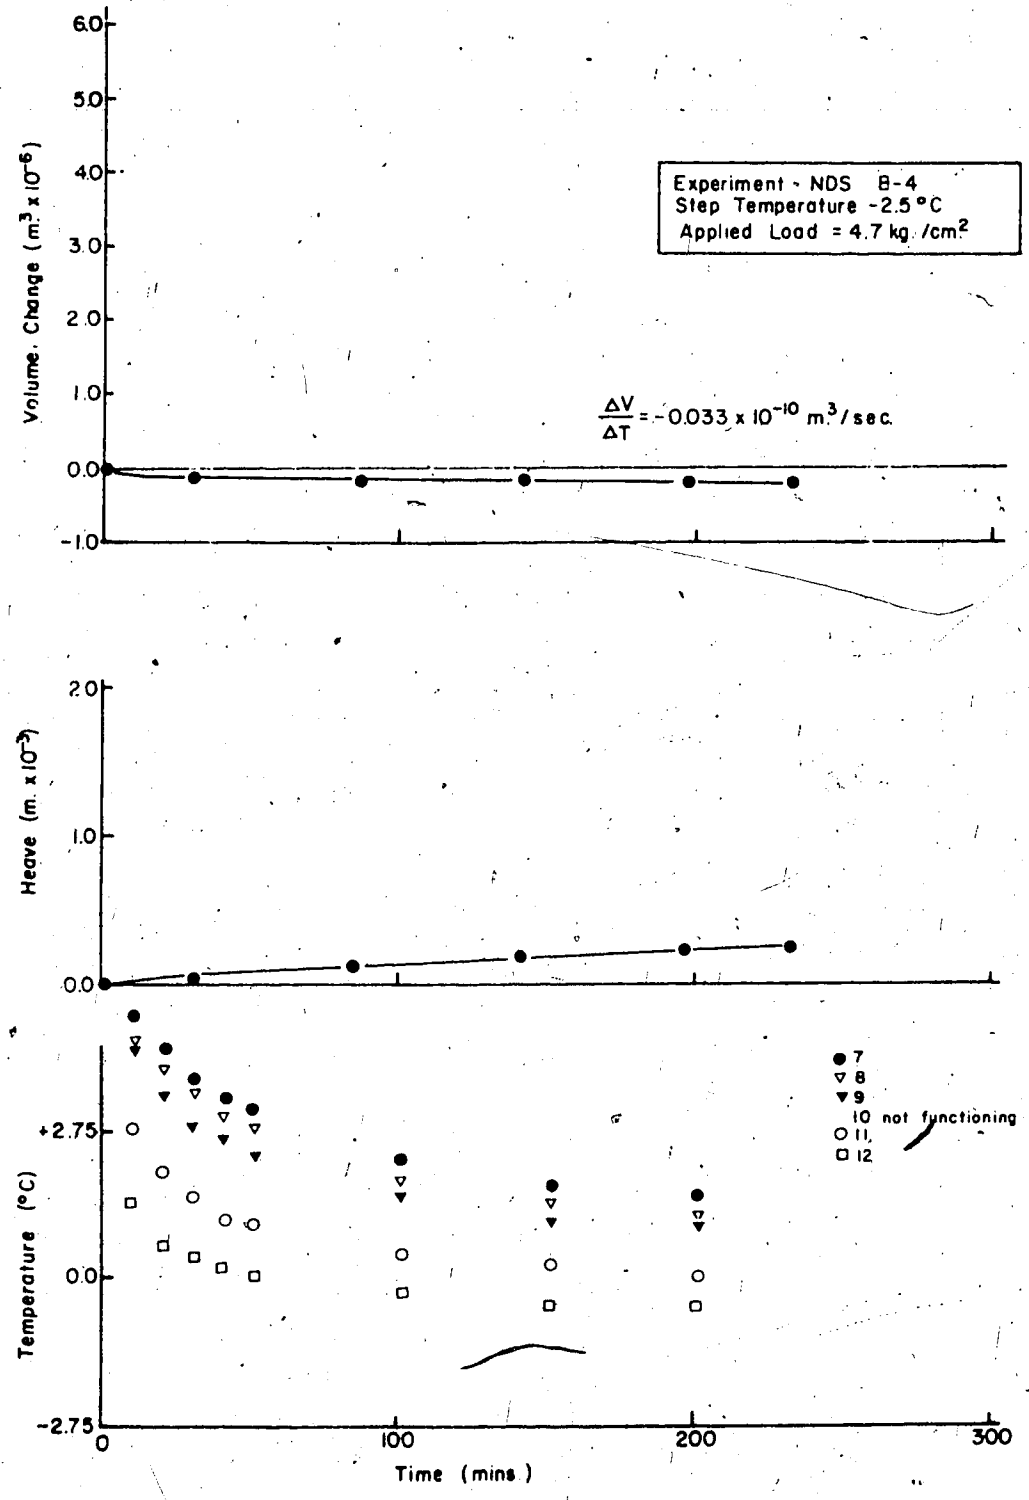 6.0
5.0
4.0
3.0
2.0
1.0
0.0
-1.0
Volume Change (m³ x 10⁻⁶)
Experiment - NDS B-4
Step Temperature -2.5°C
Applied Load = 4.7 kg./cm²
ΔV
ΔT
= -0.033 x 10⁻¹⁰ m³/sec.
2.0
1.0
0.0
Heave (m. x 10⁻³)
7
8
9
10 not functioning
11
12
+2.75
0.0
-2.75
Temperature (°C)
0
100
200
300
Time (mins.)